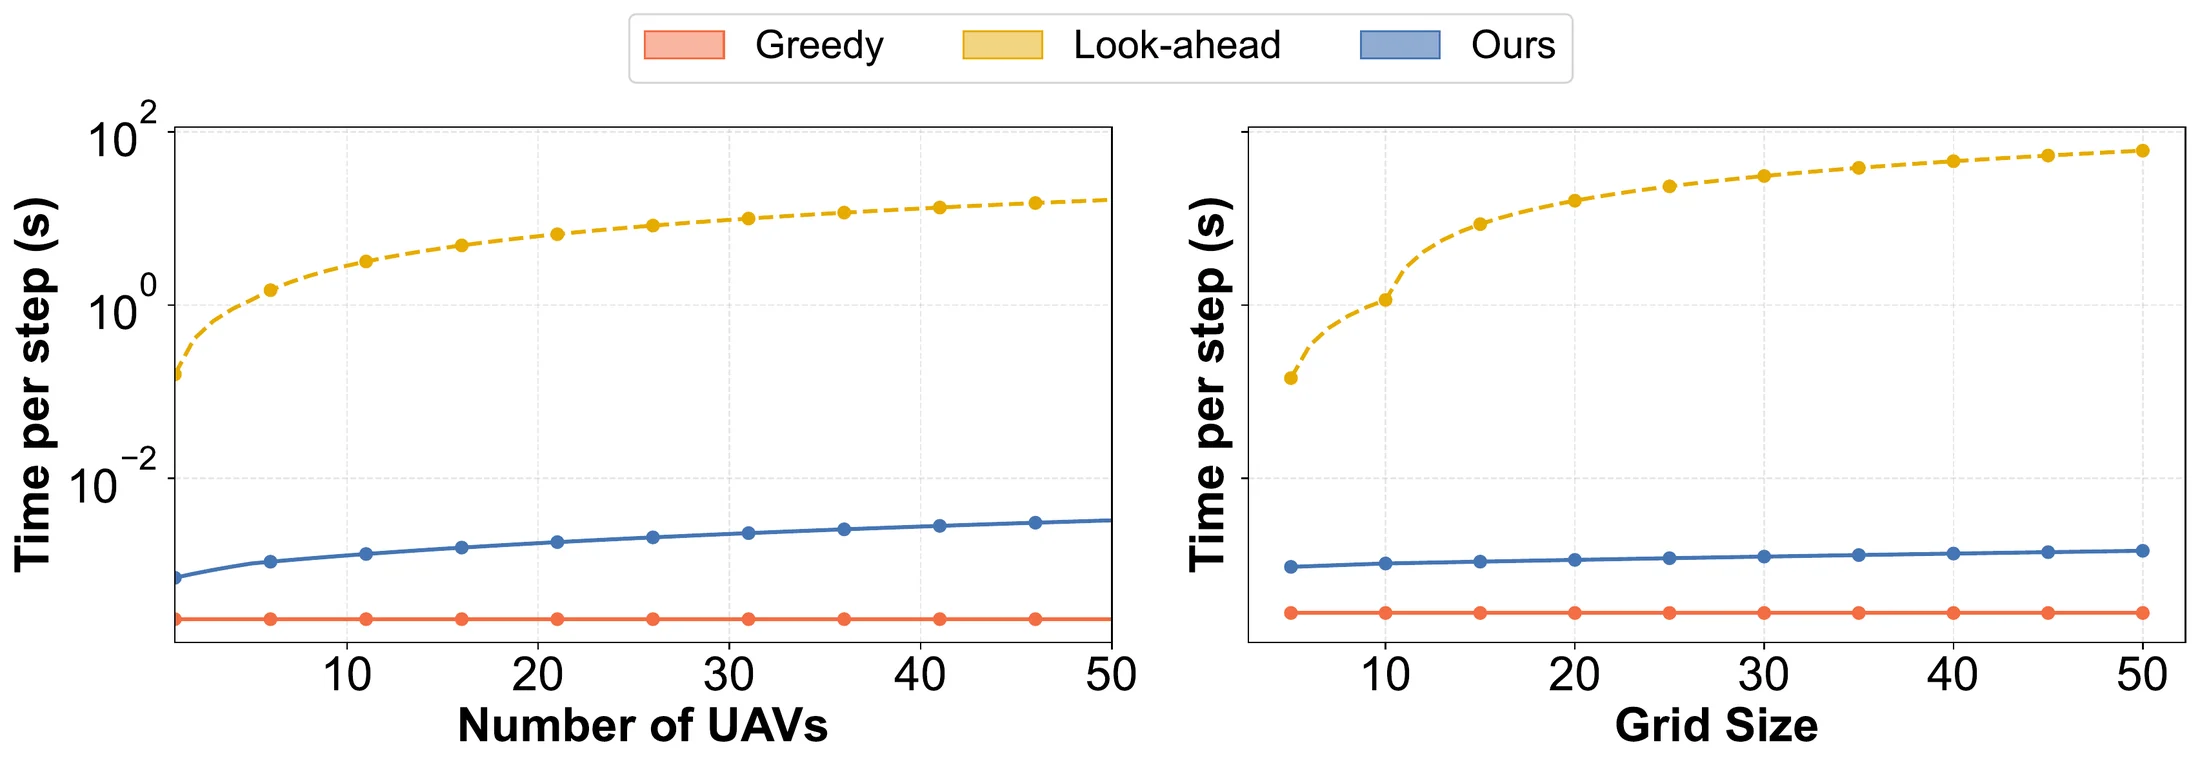 Greedy Look-ahead Ours
Time per step (s)
10^2
10^0
10^−2
10 20 30 40 50
Number of UAVs
Time per step (s)
10 20 30 40 50
Grid Size